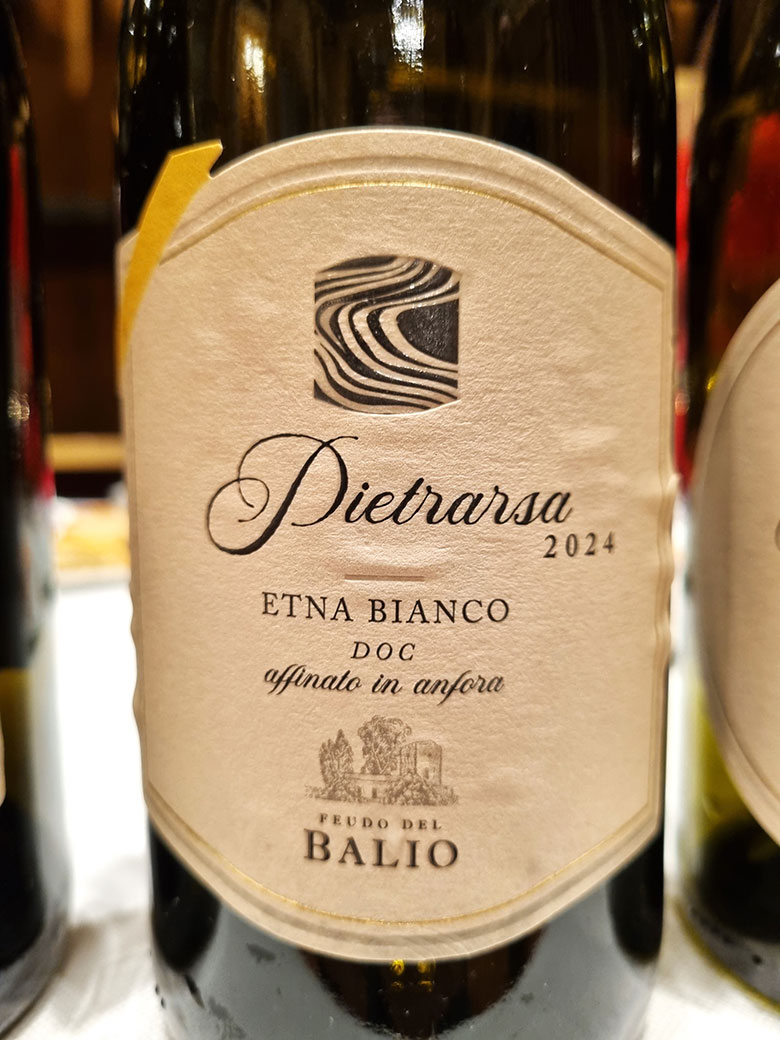 Pietrarsa
2024
ETNA BIANCO
DOC
affinato in anfora
FEUDO DEL
BALIO